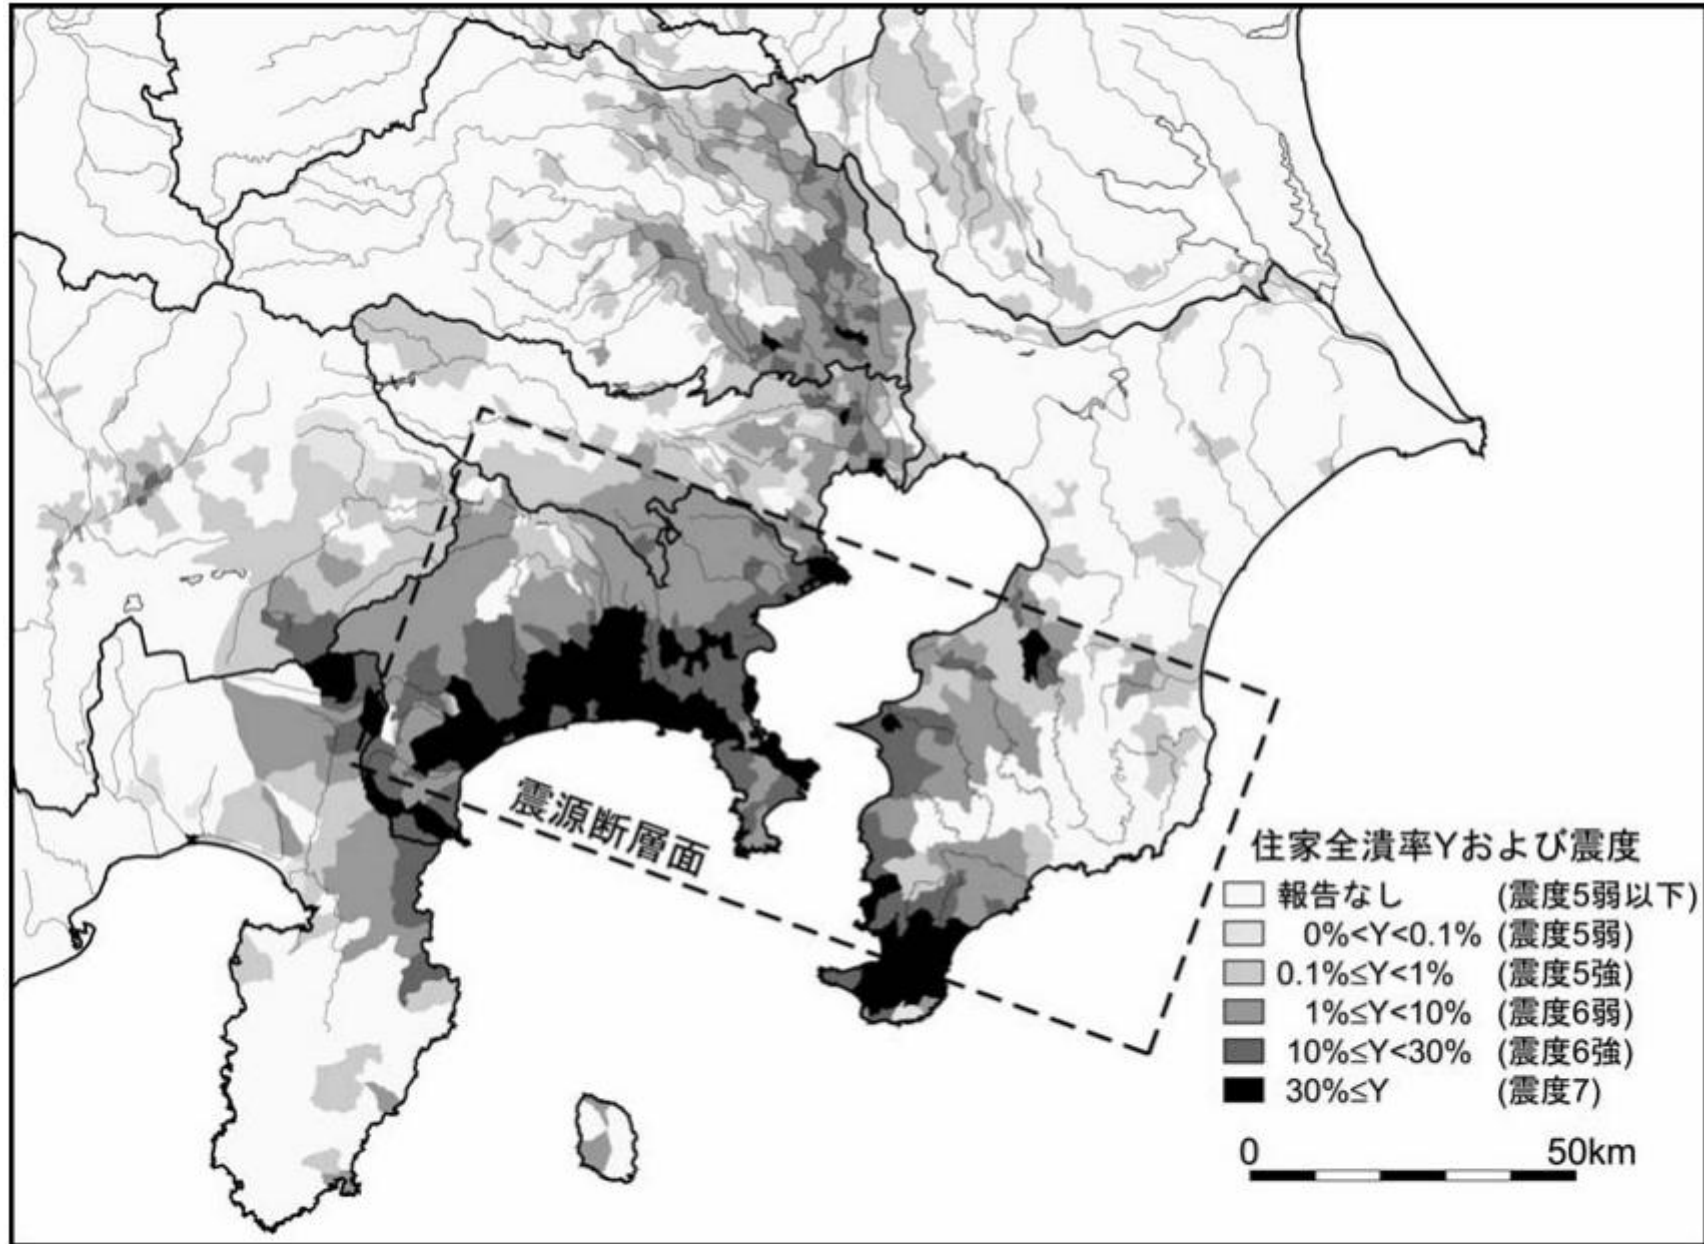 震源断層面
住家全潰率Yおよび震度
報告なし (震度5弱以下)
0%<Y<0.1% (震度5弱)
0.1%≤Y<1% (震度5強)
1%≤Y<10% (震度6弱)
10%≤Y<30% (震度6強)
30%≤Y (震度7)
0 50km